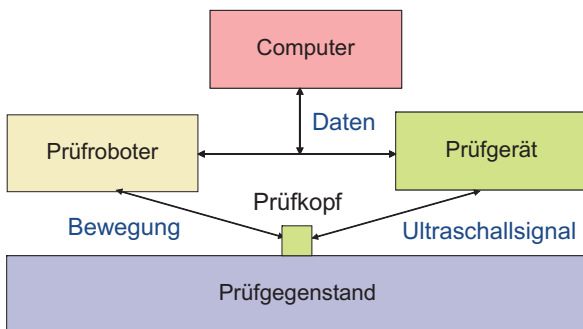 Computer
Daten
Prüfroboter
Prüfgerät
Prüfkopf
Bewegung
Ultraschallsignal
Prüfgegenstand